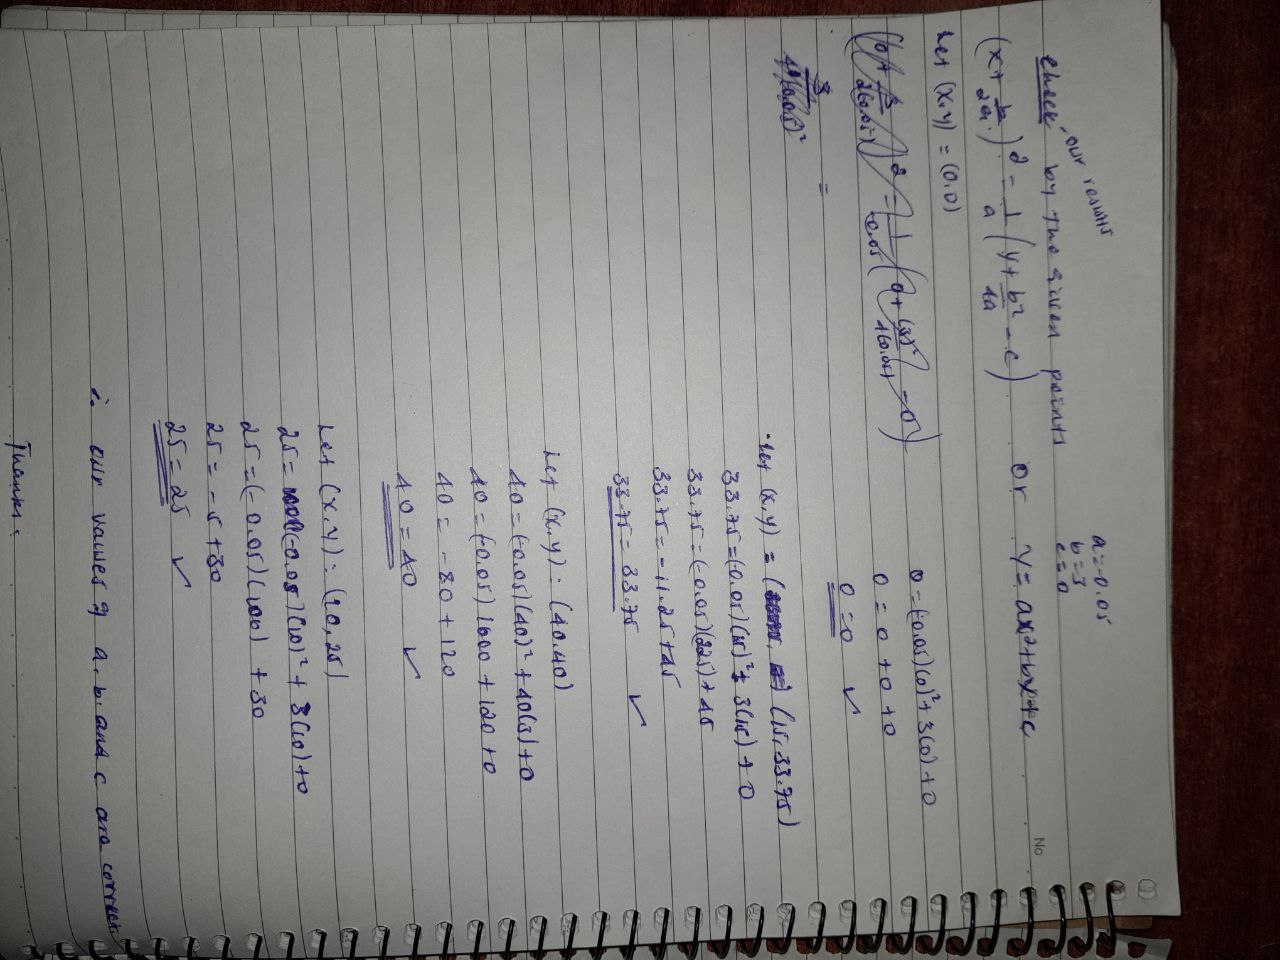 a=-0.05
b=3
c=0
our results
Check by the given points
(x+b/2a)² = 1/a (y + b²/4a - c) Or y = ax²+bx+c
Let (x,y) = (0,0)
0 = (-0.05)(0)²+3(0)+0
0 = 0+0+0
0=0 ✓
Let (x,y) = (15, 33.75)
33.75 = (-0.05)(15)² + 3(15) + 0
33.75 = (-0.05)(225) + 45
33.75 = -11.25 + 45
33.75 = 33.75 ✓
Let (x,y) : (40,40)
40 = (-0.05)(40)² + 40(3) + 0
40 = (-0.05) 1600 + 120 + 0
40 = -80 + 120
40 = 40 ✓
Let (x,y) : (10,25)
25 = (-0.05)(10)² + 3(10) + 0
25 = (-0.05)(100) + 30
25 = -5 + 30
25 = 25 ✓
∴ our values of a, b, and c are correct
Thanks.
No